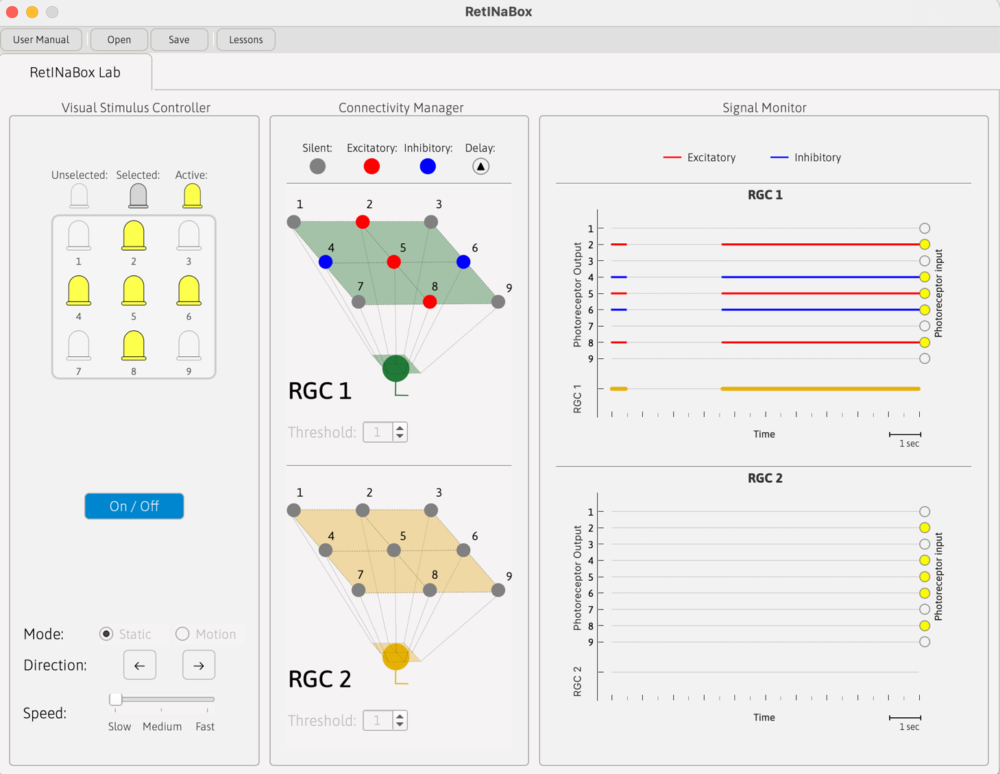 RetINaBox
User Manual Open Save Lessons
RetINaBox Lab
Visual Stimulus Controller
Unselected: Selected: Active:
1 2 3
4 5 6
7 8 9
On / Off
Mode: Static Motion
Direction: ← →
Speed:
Slow Medium Fast
Connectivity Manager
Silent: Excitatory: Inhibitory: Delay:
1 2 3
4 5 6
7 8 9
RGC 1
Threshold: 1
1 2 3
4 5 6
7 8 9
RGC 2
Threshold: 1
Signal Monitor
Excitatory Inhibitory
RGC 1
Photoreceptor Output
1
2
3
4
5
6
7
8
9
Photoreceptor input
RGC 1
Time
1 sec
RGC 2
Photoreceptor Output
1
2
3
4
5
6
7
8
9
Photoreceptor input
RGC 2
Time
1 sec